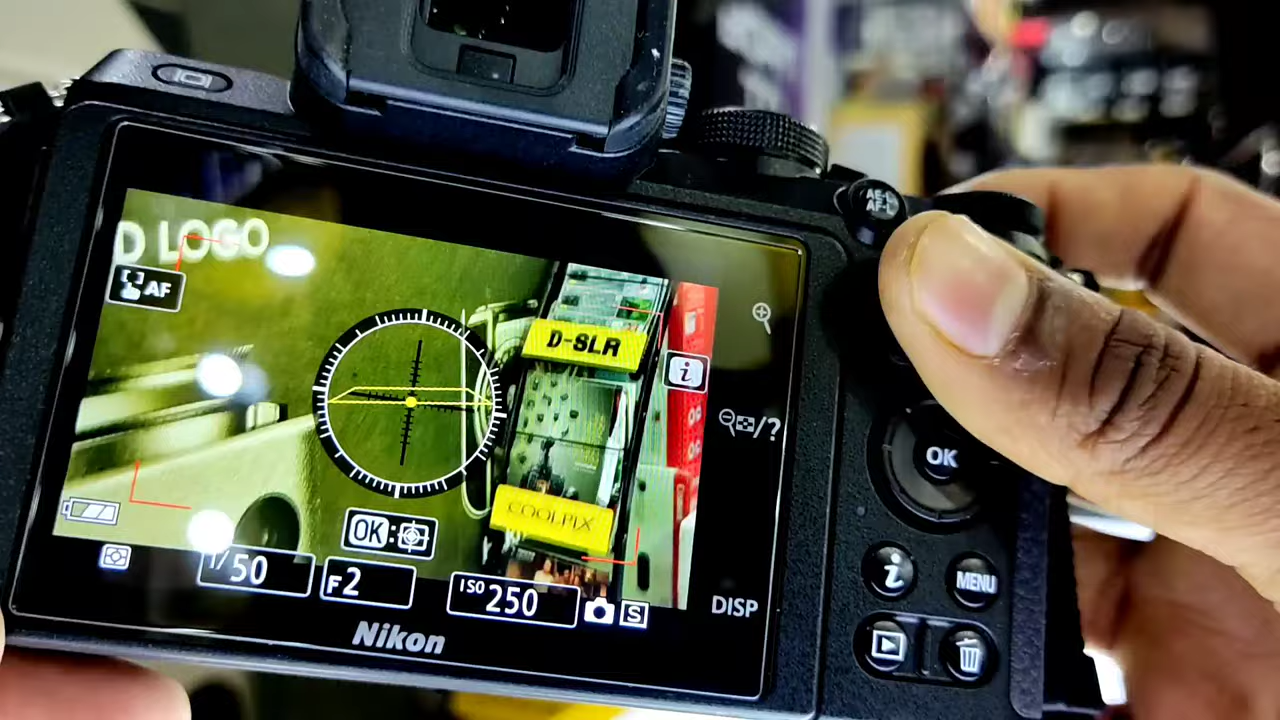 D LOGO
AF
D-SLR
i
/?
AE-L
AF-L
OK
COOLPIX
OK:
1/50
F2
ISO 250
S
DISP
i
MENU
Nikon